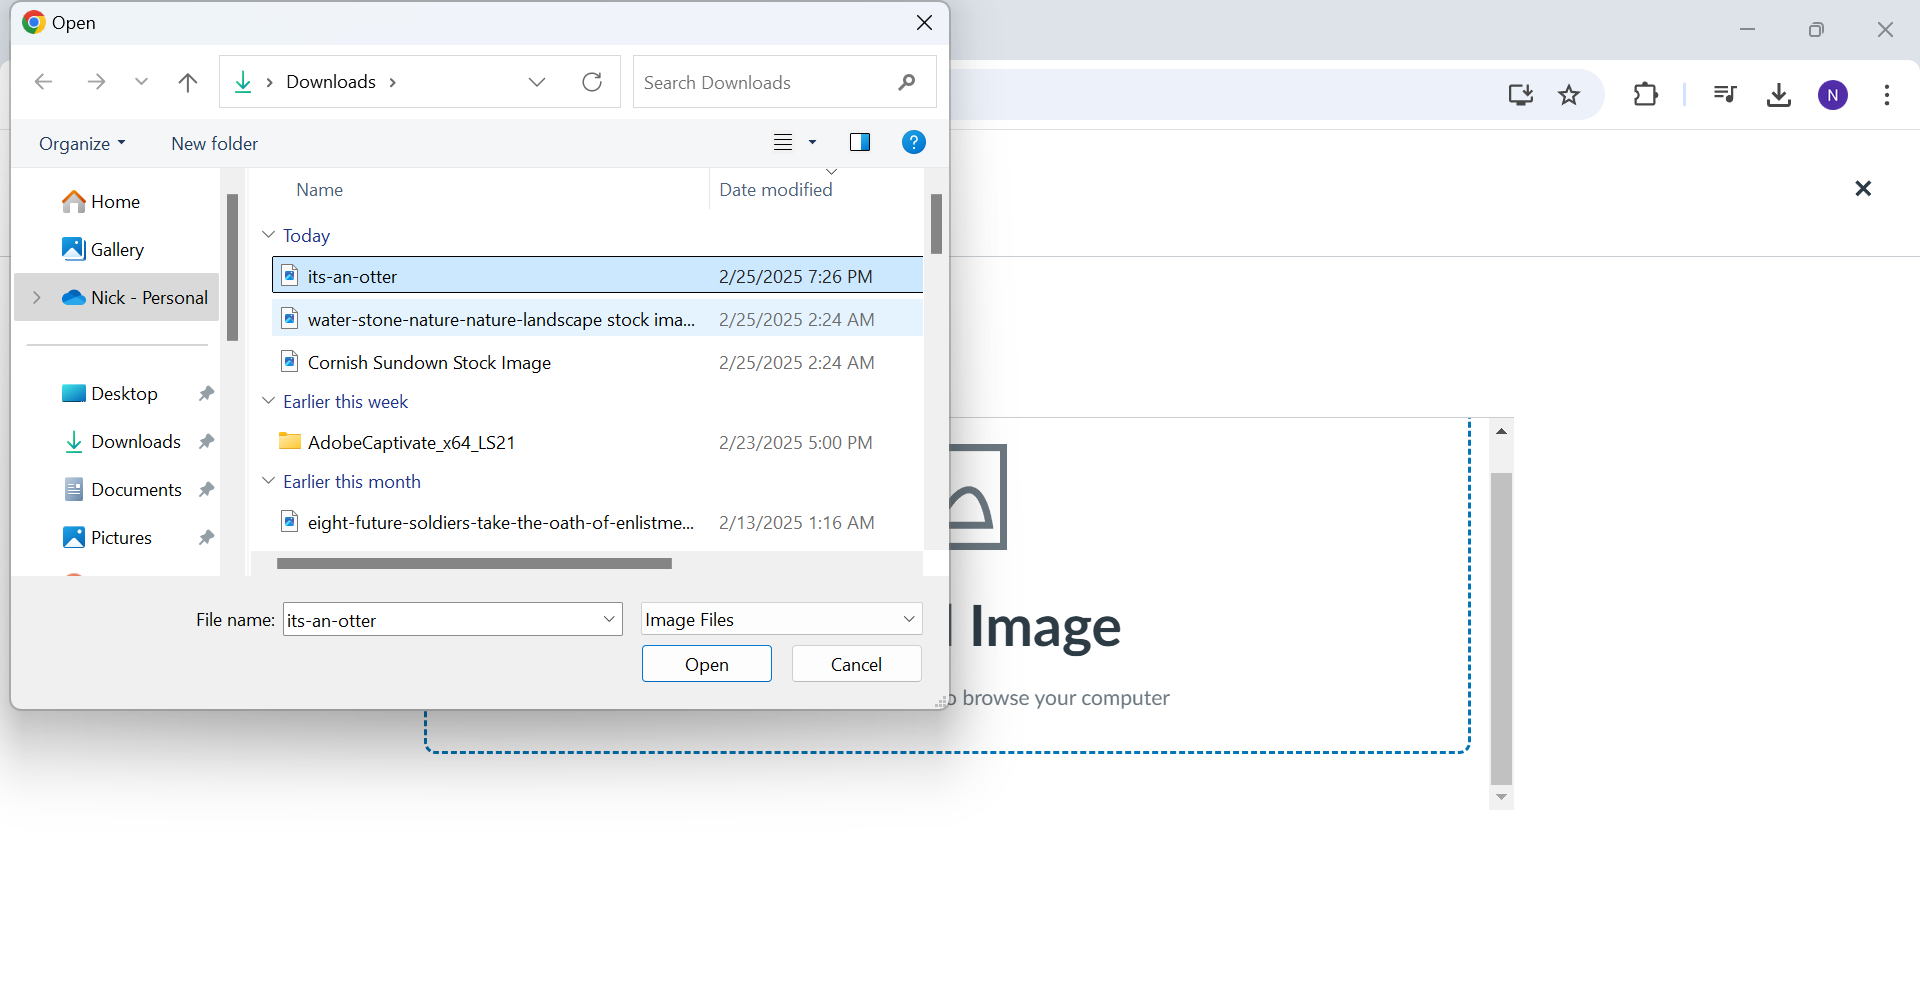 Open
Downloads
Search Downloads
N
Organize
New folder
?
Name
Date modified
Home
Gallery
Nick - Personal
Desktop
Downloads
Documents
Pictures
Today
its-an-otter 2/25/2025 7:26 PM
water-stone-nature-nature-landscape stock ima... 2/25/2025 2:24 AM
Cornish Sundown Stock Image 2/25/2025 2:24 AM
Earlier this week
AdobeCaptivate_x64_LS21 2/23/2025 5:00 PM
Earlier this month
eight-future-soldiers-take-the-oath-of-enlistme... 2/13/2025 1:16 AM
File name: its-an-otter
Image Files
Open
Cancel
Image
browse your computer